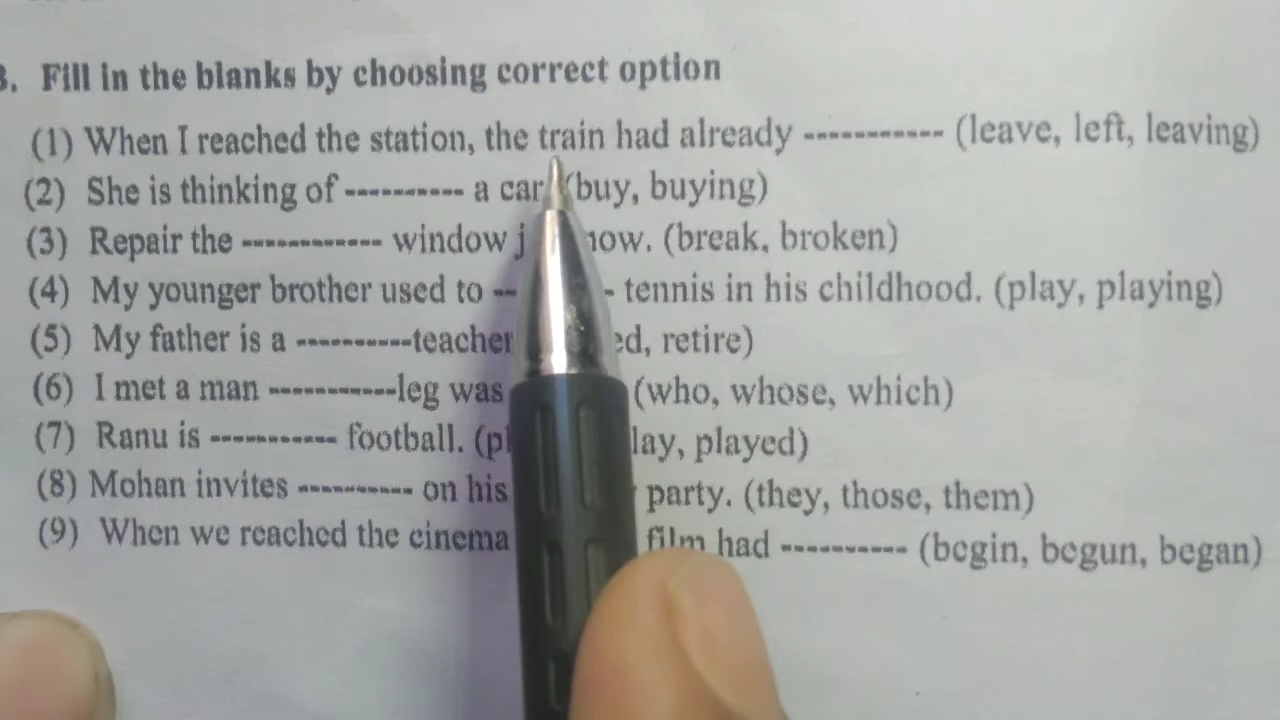 3. Fill in the blanks by choosing correct option
(1) When I reached the station, the train had already ----------- (leave, left, leaving)
(2) She is thinking of ---------- a car (buy, buying)
(3) Repair the ------------ window now. (break, broken)
(4) My younger brother used to -- - tennis in his childhood. (play, playing)
(5) My father is a ----------teacher ed, retire)
(6) I met a man -----------leg was (who, whose, which)
(7) Ranu is ----------- football. (pl lay, played)
(8) Mohan invites ---------- on his party. (they, those, them)
(9) When we reached the cinema film had ---------- (begin, begun, began)